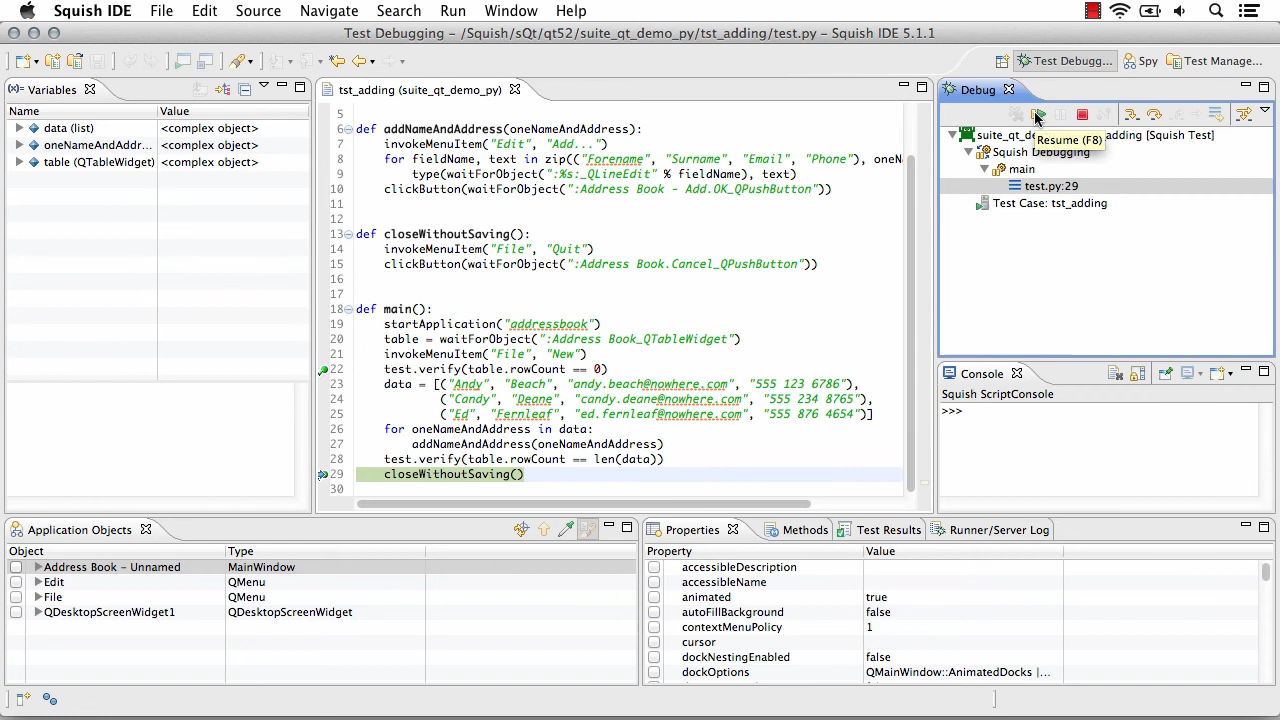 Squish IDE File Edit Source Navigate Search Run Window Help
Test Debugging – /Squish/sQt/qt52/suite_qt_demo_py/tst_adding/test.py – Squish IDE 5.1.1
Test Debugg... Spy Test Manage...
Variables
Name Value
data (list) <complex object>
oneNameAndAddr... <complex object>
table (QTableWidget) <complex object>
tst_adding (suite_qt_demo_py)
5
6 def addNameAndAddress(oneNameAndAddress):
7 invokeMenuItem("Edit", "Add...")
8 for fieldName, text in zip(("Forename", "Surname", "Email", "Phone"), oneN
9 type(waitForObject(":%s:_QLineEdit" % fieldName), text)
10 clickButton(waitForObject(":Address Book - Add.OK_QPushButton"))
11
12
13 def closeWithoutSaving():
14 invokeMenuItem("File", "Quit")
15 clickButton(waitForObject(":Address Book.Cancel_QPushButton"))
16
17
18 def main():
19 startApplication("addressbook")
20 table = waitForObject(":Address Book_QTableWidget")
21 invokeMenuItem("File", "New")
22 test.verify(table.rowCount == 0)
23 data = [("Andy", "Beach", "andy.beach@nowhere.com", "555 123 6786"),
24 ("Candy", "Deane", "candy.deane@nowhere.com", "555 234 8765"),
25 ("Ed", "Fernleaf", "ed.fernleaf@nowhere.com", "555 876 4654")]
26 for oneNameAndAddress in data:
27 addNameAndAddress(oneNameAndAddress)
28 test.verify(table.rowCount == len(data))
29 closeWithoutSaving()
30
Debug
suite_qt_de adding [Squish Test]
Resume (F8)
Squish Debugging
main
test.py:29
Test Case: tst_adding
Console
Squish ScriptConsole
>>>
Application Objects
Object Type
Address Book – Unnamed MainWindow
Edit QMenu
File QMenu
QDesktopScreenWidget1 QDesktopScreenWidget
Properties Methods Test Results Runner/Server Log
Property Value
accessibleDescription
accessibleName
animated true
autoFillBackground false
contextMenuPolicy 1
cursor
dockNestingEnabled false
dockOptions QMainWindow::AnimatedDocks |...